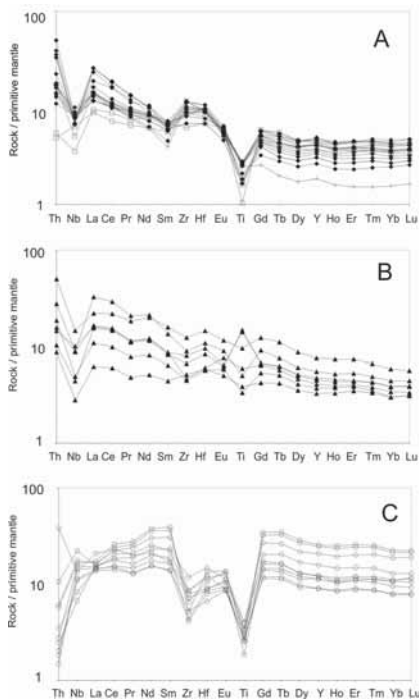 100
A
10
Rock / primitive mantle
1
Th Nb La Ce Pr Nd Sm Zr Hf Eu Ti Gd Tb Dy Y Ho Er Tm Yb Lu
100
B
10
Rock / primitive mantle
1
Th Nb La Ce Pr Nd Sm Zr Hf Eu Ti Gd Tb Dy Y Ho Er Tm Yb Lu
100
C
10
Rock / primitive mantle
1
Th Nb La Ce Pr Nd Sm Zr Hf Eu Ti Gd Tb Dy Y Ho Er Tm Yb Lu